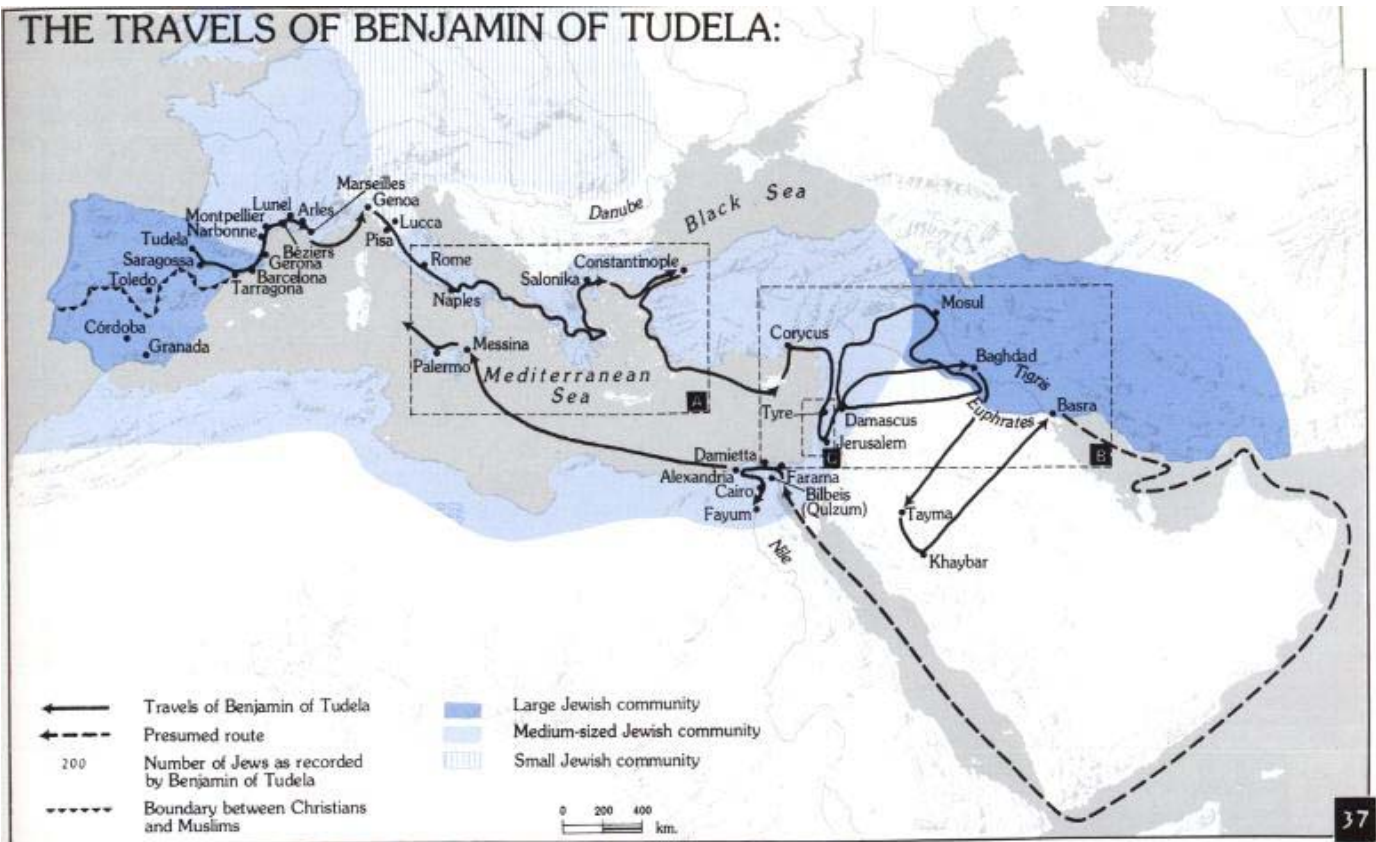 THE TRAVELS OF BENJAMIN OF TUDELA:
Marseilles
Genoa
Lunel
Arles
Montpellier
Narbonne
Lucca
Pisa
Béziers
Tudela
Gerona
Saragossa
Barcelona
Toledo
Tarragona
Córdoba
Granada
Rome
Naples
Danube
Black Sea
Salonika
Constantinople
Messina
Palermo
Mediterranean
Sea
A
Corycus
Mosul
Baghdad
Tigris
Euphrates
Basra
Tyre
Damascus
Jerusalem
C
B
Damietta
Alexandria
Farama
Cairo
Bilbeis
(Qulzum)
Fayum
Nile
Tayma
Khaybar
Travels of Benjamin of Tudela
Presumed route
200
Number of Jews as recorded
by Benjamin of Tudela
Boundary between Christians
and Muslims
Large Jewish community
Medium-sized Jewish community
Small Jewish community
0 200 400
km.
37